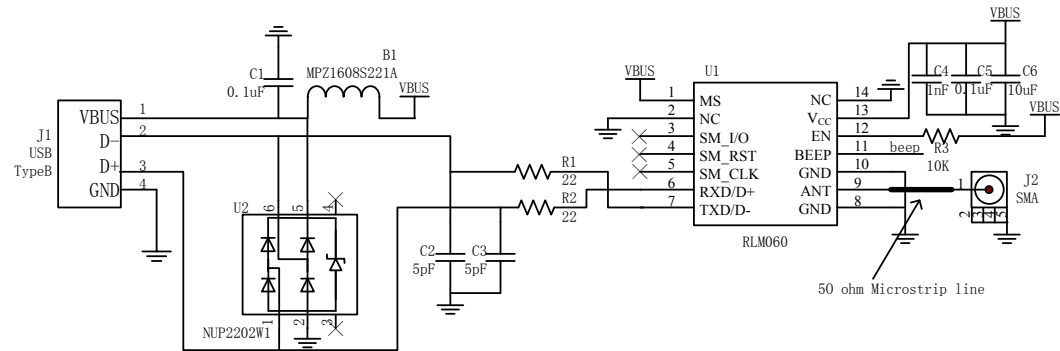 VBUS
C1
0.1uF
B1
MPZ1608S221A
VBUS
J1
USB
TypeB
VBUS 1
D- 2
D+ 3
GND 4
U2
6
5
4
1
2
3
NUP2202W1
C2
5pF
C3
5pF
R1
22
R2
22
VBUS
U1
1 MS
2 NC
3 SM_I/O
4 SM_RST
5 SM_CLK
6 RXD/D+
7 TXD/D-
NC 14
VCC 13
EN 12
BEEP 11
GND 10
ANT 9
GND 8
RLM060
C4
1nF
C5
0.1uF
C6
10uF
VBUS
beep
R3
10K
1
J2
SMA
2
3
4
5
50 ohm Microstrip line